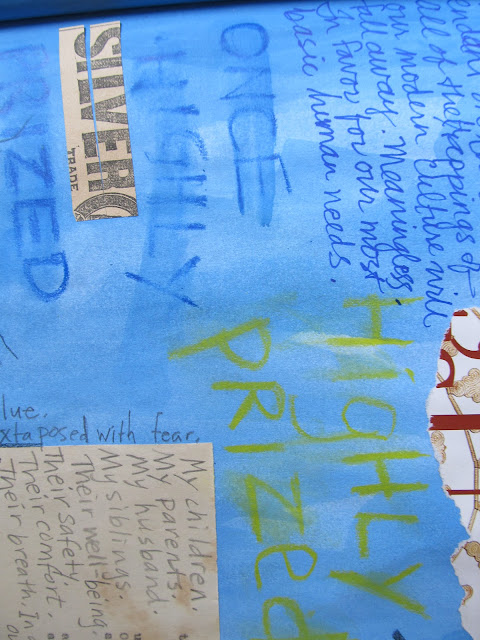 all of the trappings of
our modern culture will
fall away. Meaningless.
In favor for our most
basic human needs.
ONCE
HIGHLY
PRIZED
SILVER
TRADE
HigHLY
PRIZed
lue.
xtaposed with fear.
My children.
My parents.
My husband.
My siblings.
Their well-being.
Their safety
Their comfort.
Their breath. In